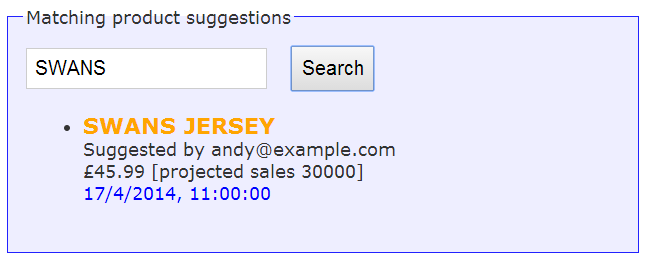 Matching product suggestions
SWANS
Search
SWANS JERSEY
Suggested by andy@example.com
£45.99 [projected sales 30000]
17/4/2014, 11:00:00